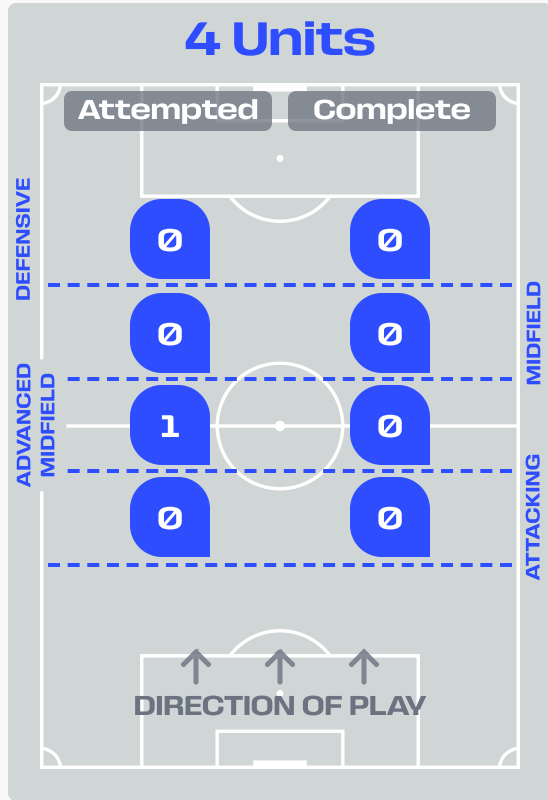 4 Units
Attempted Complete
DEFENSIVE
0 0
MIDFIELD
0 0
ADVANCED
MIDFIELD
1 0
ATTACKING
0 0
DIRECTION OF PLAY